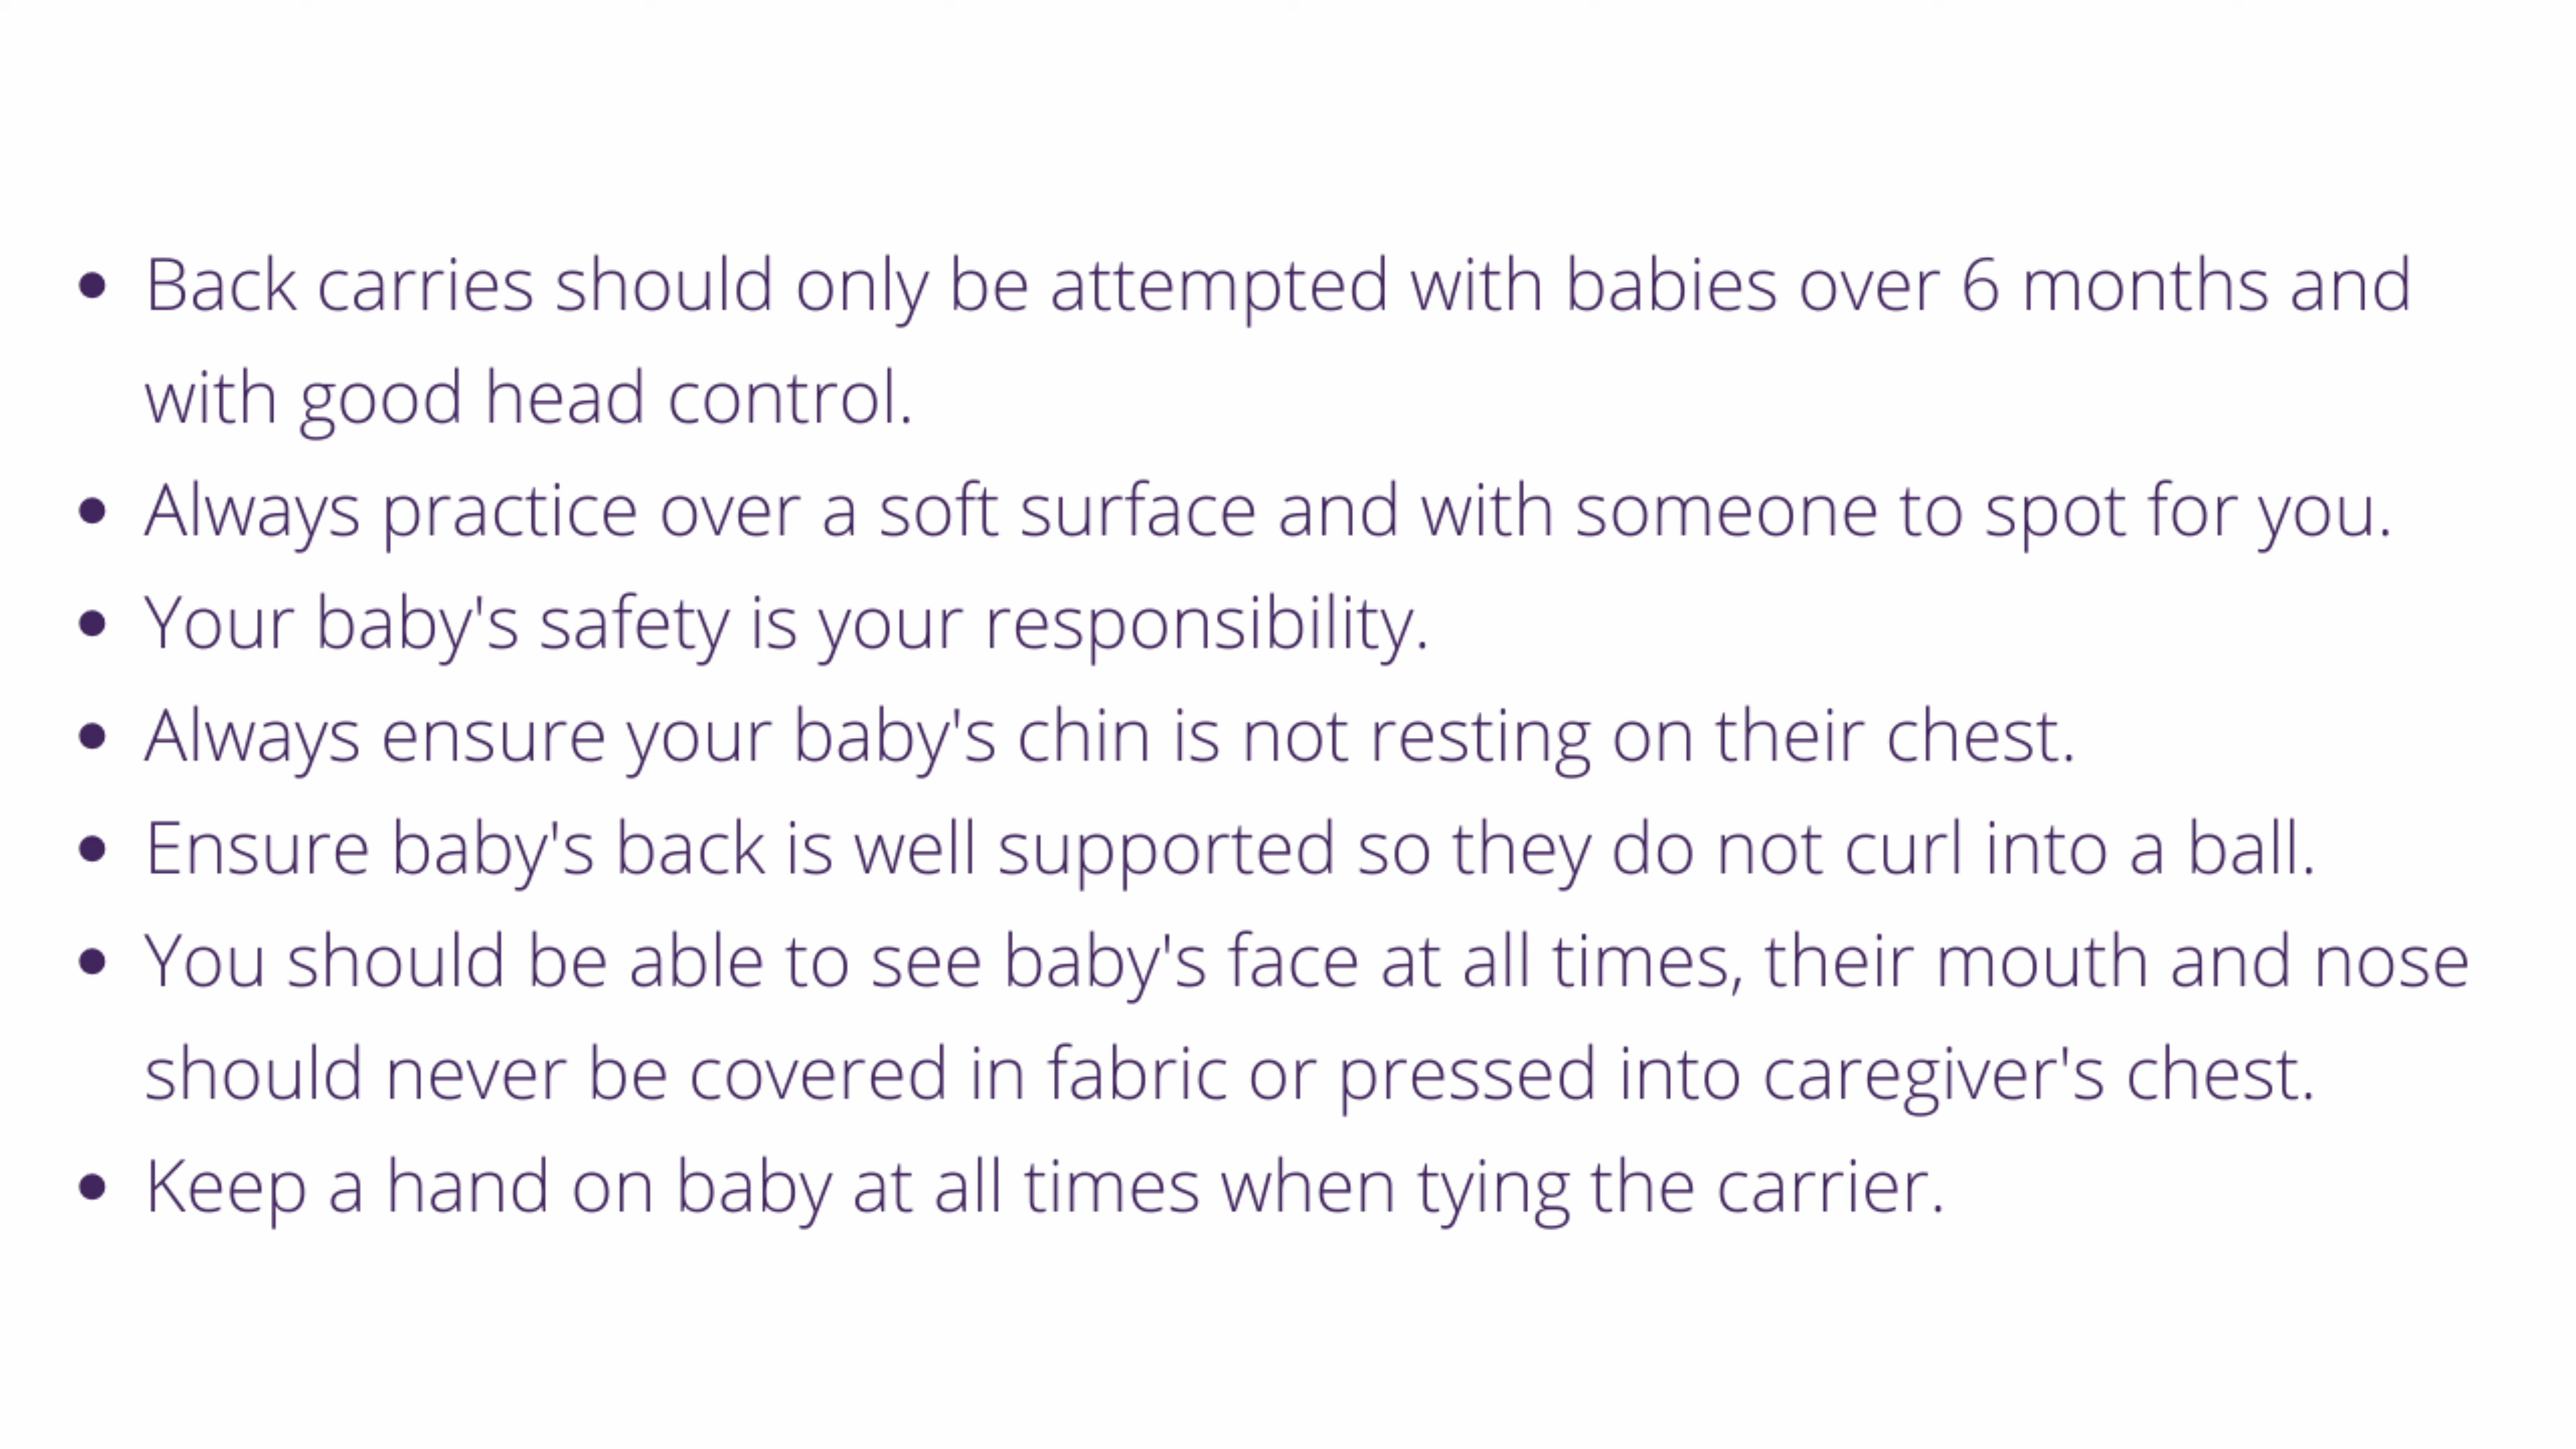 • Back carries should only be attempted with babies over 6 months and
with good head control.
• Always practice over a soft surface and with someone to spot for you.
• Your baby's safety is your responsibility.
• Always ensure your baby's chin is not resting on their chest.
• Ensure baby's back is well supported so they do not curl into a ball.
• You should be able to see baby's face at all times, their mouth and nose
should never be covered in fabric or pressed into caregiver's chest.
• Keep a hand on baby at all times when tying the carrier.